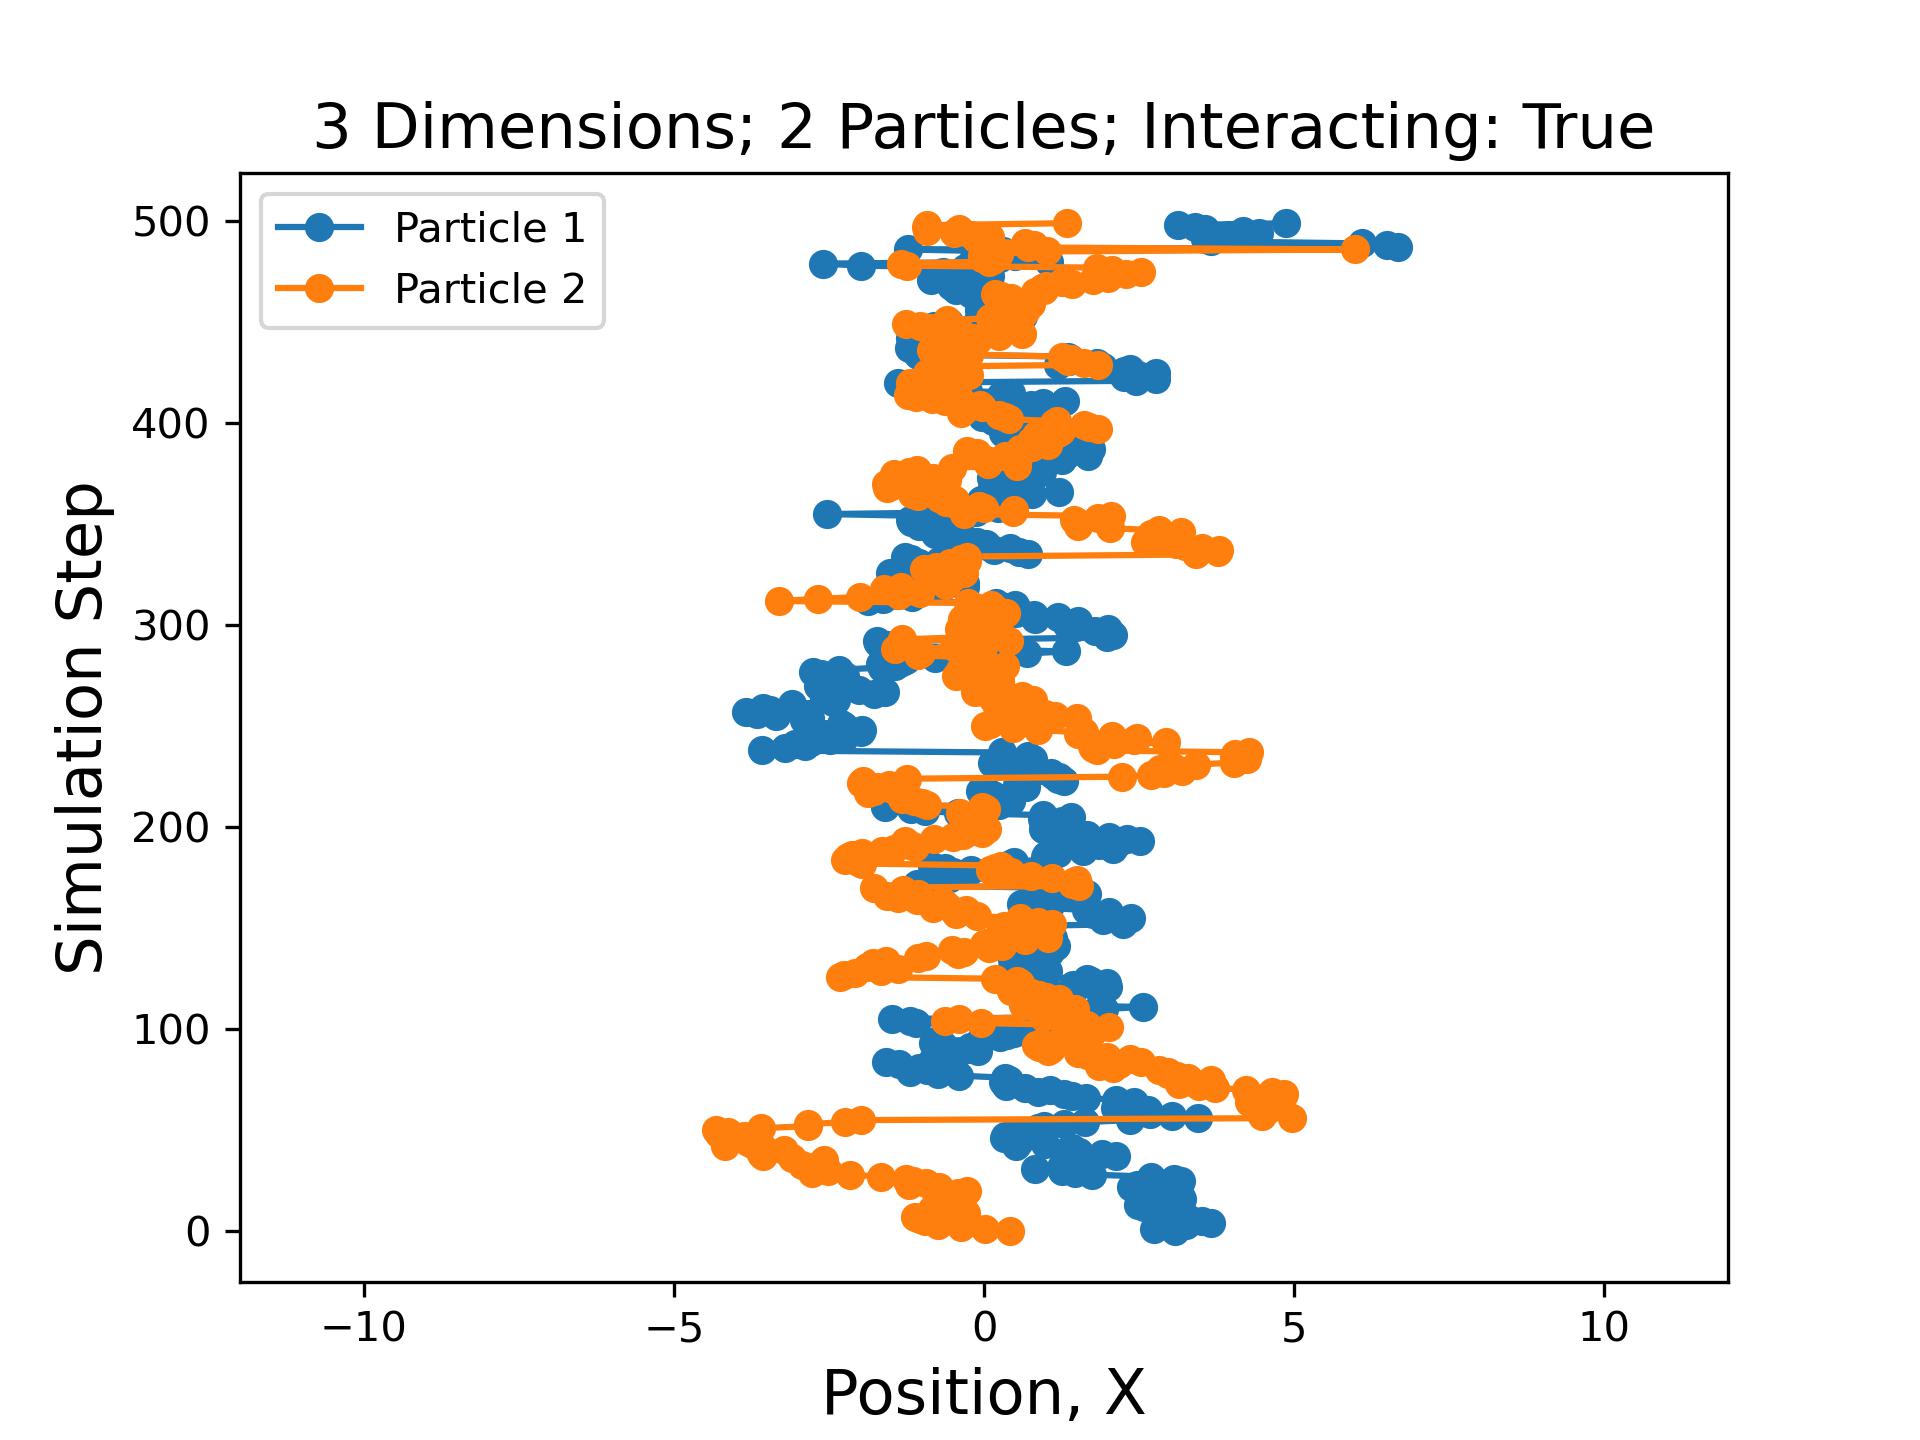 3 Dimensions; 2 Particles; Interacting: True
Particle 1
Particle 2
Simulation Step
500
400
300
200
100
0
−10
−5
0
5
10
Position, X